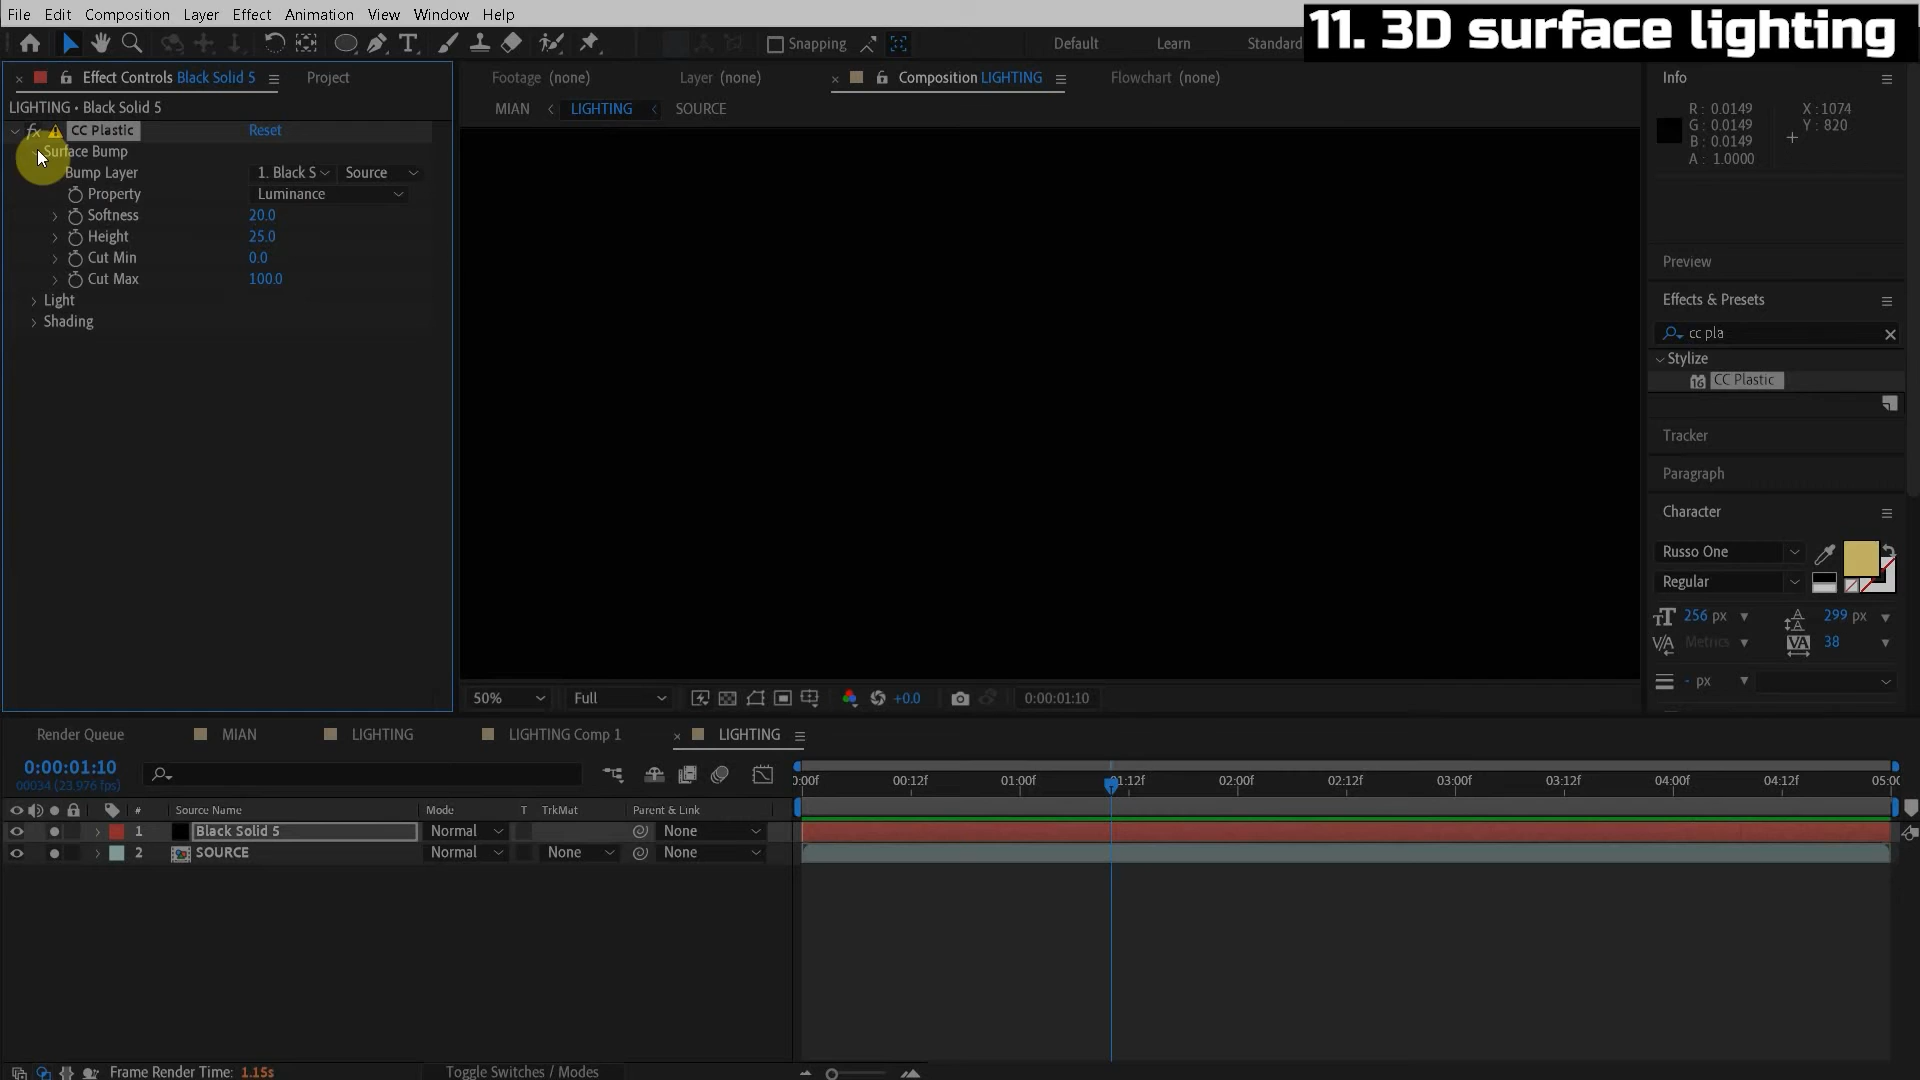 File Edit Composition Layer Effect Animation View Window Help
11. 3D surface lighting
Snapping Default Learn Standard
Effect Controls Black Solid 5 Project
Footage (none) Layer (none) Composition LIGHTING Flowchart (none)
Info
LIGHTING • Black Solid 5
MIAN LIGHTING SOURCE
R: 0.0149 X: 1074
G: 0.0149 Y: 820
B: 0.0149
A: 1.0000
fx CC Plastic Reset
Surface Bump
Bump Layer 1. Black S Source
Property Luminance
Softness 20.0
Height 25.0
Cut Min 0.0
Cut Max 100.0
Light
Shading
Preview
Effects & Presets
cc pla
Stylize
16 CC Plastic
Tracker
Paragraph
Character
Russo One
Regular
256 px 299 px
Metrics 38
- px
50% Full +0.0 0:00:01:10
Render Queue MIAN LIGHTING LIGHTING Comp 1 LIGHTING
0:00:01:10
00034 (23.976 fps)
0:00f 00:12f 01:00f 01:12f 02:00f 02:12f 03:00f 03:12f 04:00f 04:12f 05:00
# Source Name Mode T TrkMat Parent & Link
1 Black Solid 5 Normal None
2 SOURCE Normal None None
Frame Render Time: 1.15s Toggle Switches / Modes